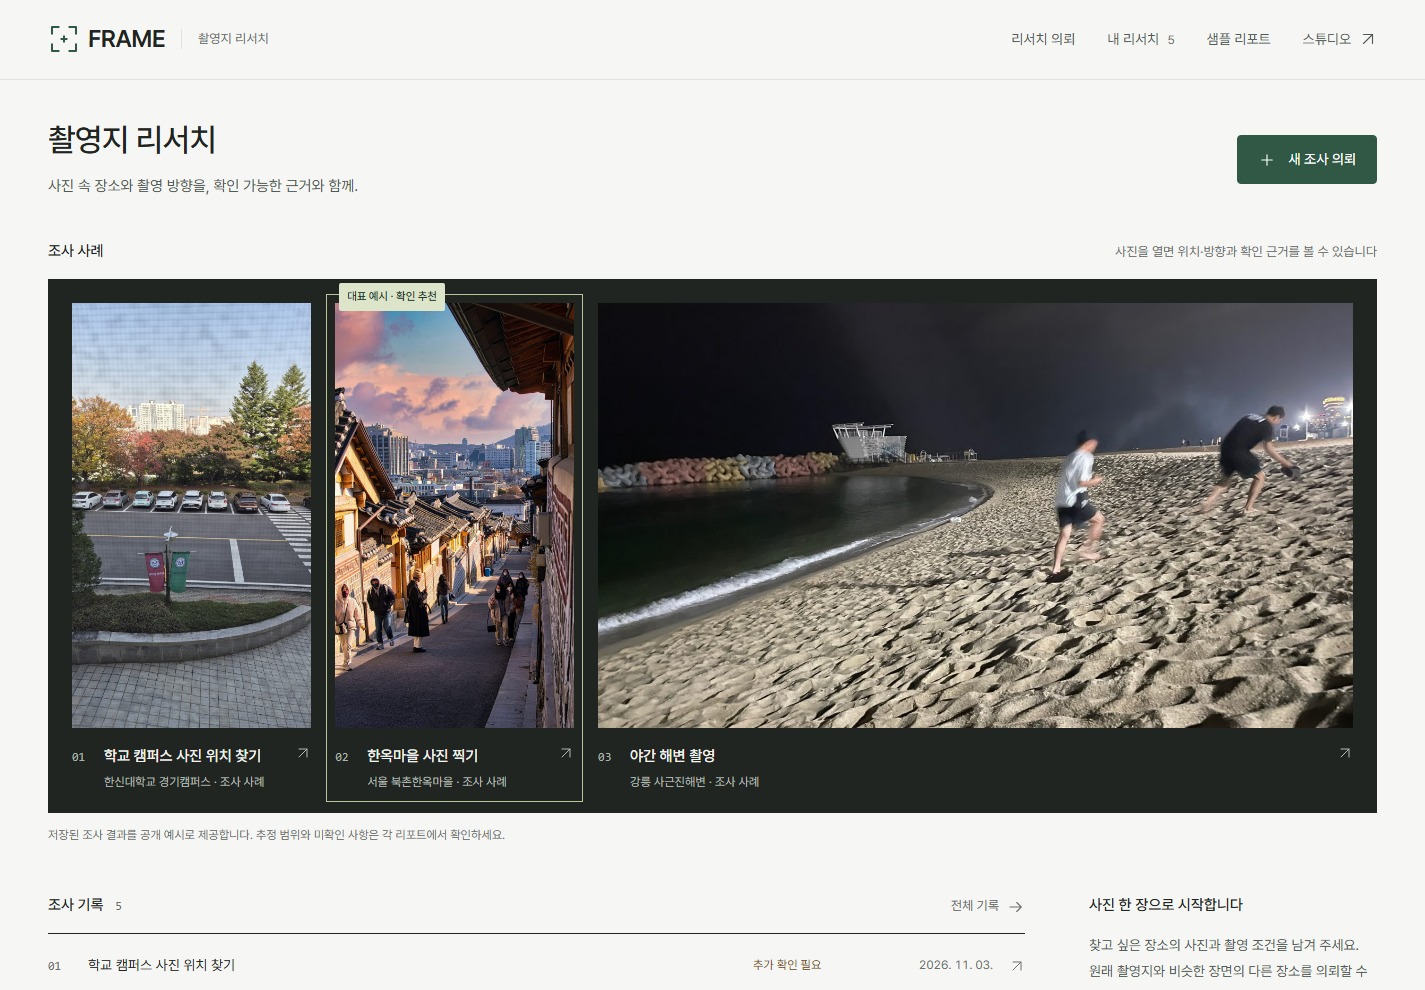 FRAME
촬영지 리서치
리서치 의뢰
내 리서치 5
샘플 리포트
스튜디오
촬영지 리서치
사진 속 장소와 촬영 방향을, 확인 가능한 근거와 함께.
새 조사 의뢰
조사 사례
사진을 열면 위치·방향과 확인 근거를 볼 수 있습니다
대표 예시 · 확인 추천
01 학교 캠퍼스 사진 위치 찾기
한신대학교 경기캠퍼스 · 조사 사례
02 한옥마을 사진 찍기
서울 북촌한옥마을 · 조사 사례
03 야간 해변 촬영
강릉 사근진해변 · 조사 사례
저장된 조사 결과를 공개 예시로 제공합니다. 추정 범위와 미확인 사항은 각 리포트에서 확인하세요.
조사 기록 5
전체 기록
01 학교 캠퍼스 사진 위치 찾기 추가 확인 필요 2026. 11. 03.
사진 한 장으로 시작합니다
찾고 싶은 장소의 사진과 촬영 조건을 남겨 주세요.
원래 촬영지와 비슷한 장면의 다른 장소를 의뢰할 수